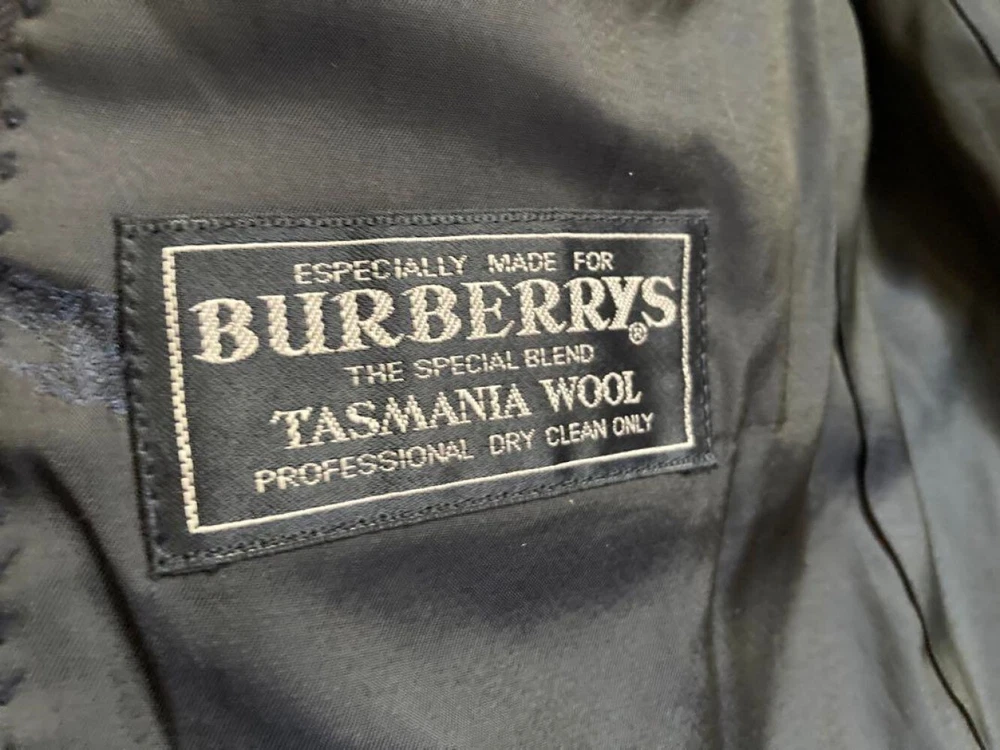 ESPECIALLY MADE FOR
BURBERRYS®
THE SPECIAL BLEND
TASMANIA WOOL
PROFESSIONAL DRY CLEAN ONLY